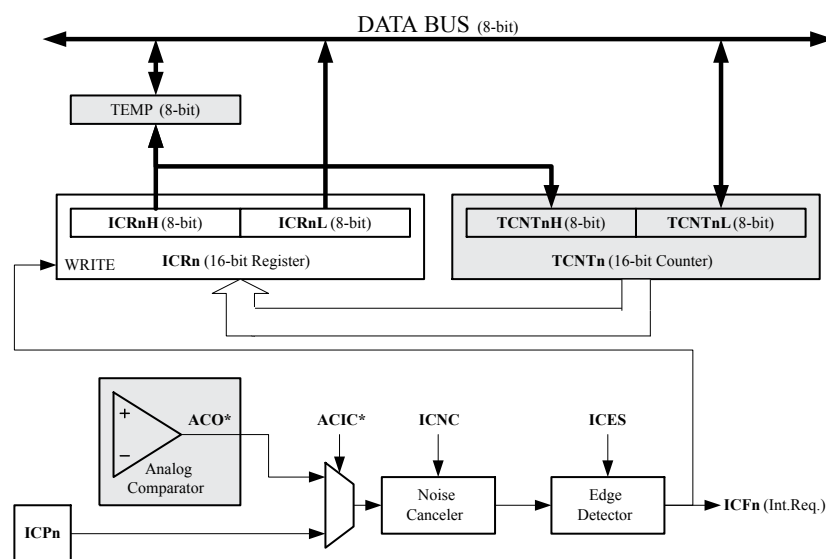 DATA BUS (8-bit)
TEMP (8-bit)
ICRnH (8-bit) ICRnL (8-bit)
TCNTnH (8-bit) TCNTnL (8-bit)
WRITE
ICRn (16-bit Register)
TCNTn (16-bit Counter)
+
−
ACO*
Analog
Comparator
ACIC*
ICNC
ICES
Noise
Canceler
Edge
Detector
ICFn (Int.Req.)
ICPn